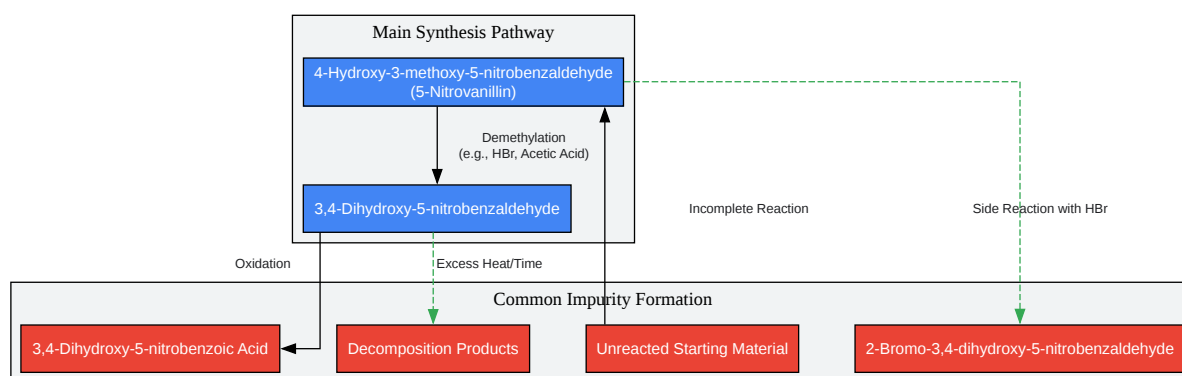 Main Synthesis Pathway
4-Hydroxy-3-methoxy-5-nitrobenzaldehyde
(5-Nitrovanillin)
Demethylation
(e.g., HBr, Acetic Acid)
3,4-Dihydroxy-5-nitrobenzaldehyde
Incomplete Reaction
Side Reaction with HBr
Oxidation
Excess Heat/Time
Common Impurity Formation
3,4-Dihydroxy-5-nitrobenzoic Acid
Decomposition Products
Unreacted Starting Material
2-Bromo-3,4-dihydroxy-5-nitrobenzaldehyde